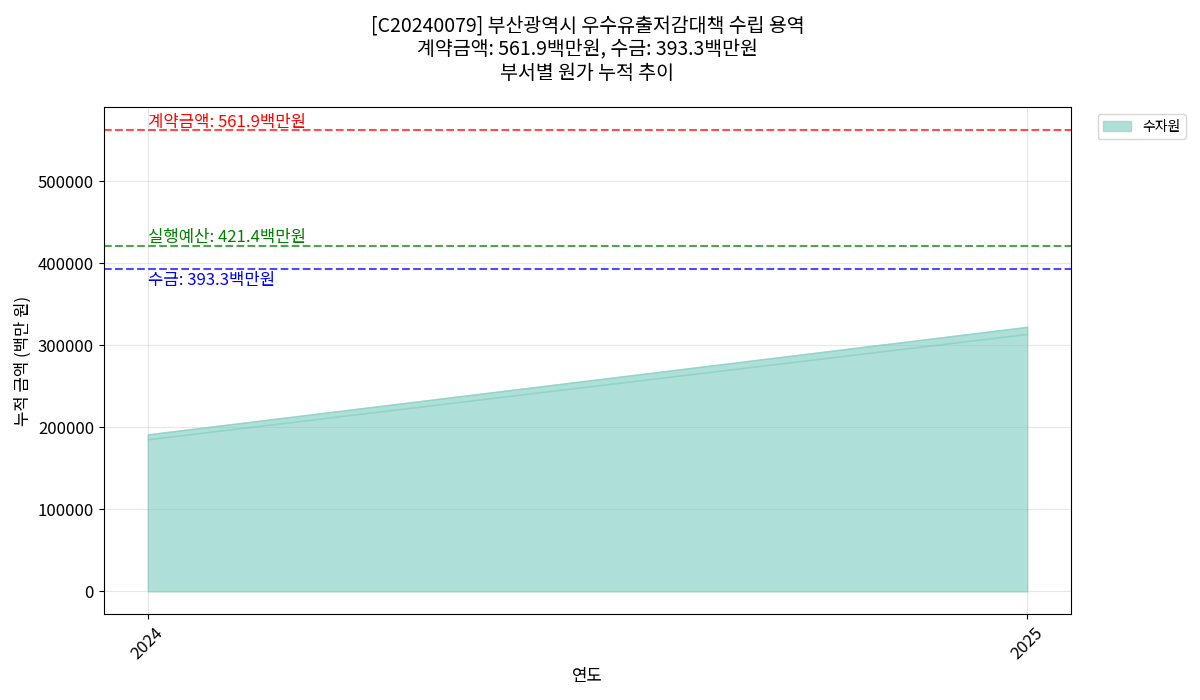 [C20240079] 부산광역시 우수유출저감대책 수립 용역
계약금액: 561.9백만원, 수금: 393.3백만원
부서별 원가 누적 추이
계약금액: 561.9백만원
수자원
500000
실행예산: 421.4백만원
400000
수금: 393.3백만원
300000
200000
100000
0
누적 금액 (백만 원)
2024
2025
연도